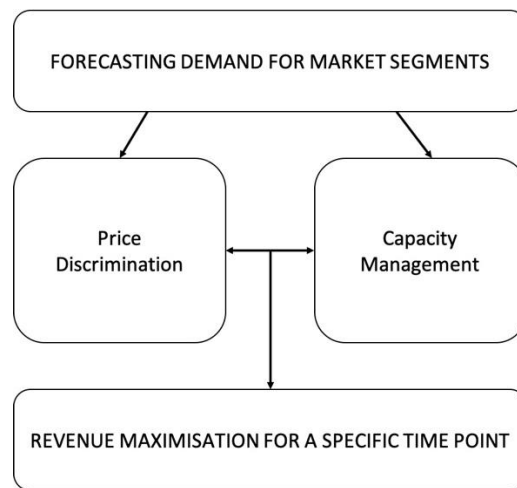 FORECASTING DEMAND FOR MARKET SEGMENTS
Price
Discrimination
Capacity
Management
REVENUE MAXIMISATION FOR A SPECIFIC TIME POINT